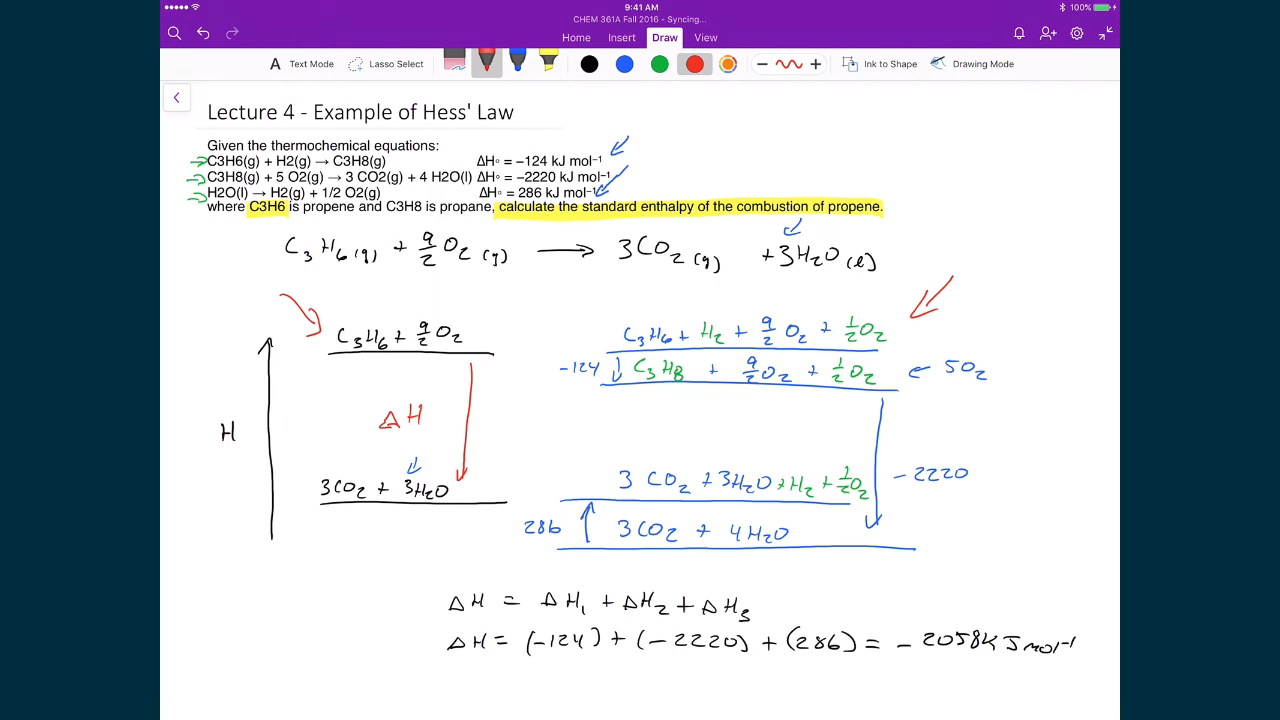 9:41 AM
100%
CHEM 361A Fall 2016 - Syncing...
Home Insert Draw View
A Text Mode Lasso Select Ink to Shape Drawing Mode
Lecture 4 - Example of Hess' Law
Given the thermochemical equations:
C3H6(g) + H2(g) → C3H8(g) ΔH◦ = −124 kJ mol−1
C3H8(g) + 5 O2(g) → 3 CO2(g) + 4 H2O(l) ΔH◦ = −2220 kJ mol−1
H2O(l) → H2(g) + 1/2 O2(g) ΔH◦ = 286 kJ mol−1
where C3H6 is propene and C3H8 is propane, calculate the standard enthalpy of the combustion of propene.
C3H6(g) + 9/2 O2(g) → 3CO2(g) + 3H2O(l)
C3H6 + 9/2 O2
C3H6 + H2 + 9/2 O2 + 1/2 O2
-124 ↓ C3H8 + 9/2 O2 + 1/2 O2 ← 5O2
ΔH
H
3CO2 + 3H2O
3 CO2 + 3H2O + H2 + 1/2 O2
- 2220
286 ↑ 3CO2 + 4H2O
ΔH = ΔH1 + ΔH2 + ΔH3
ΔH = (-124) + (-2220) + (286) = - 2058 kJ mol-1